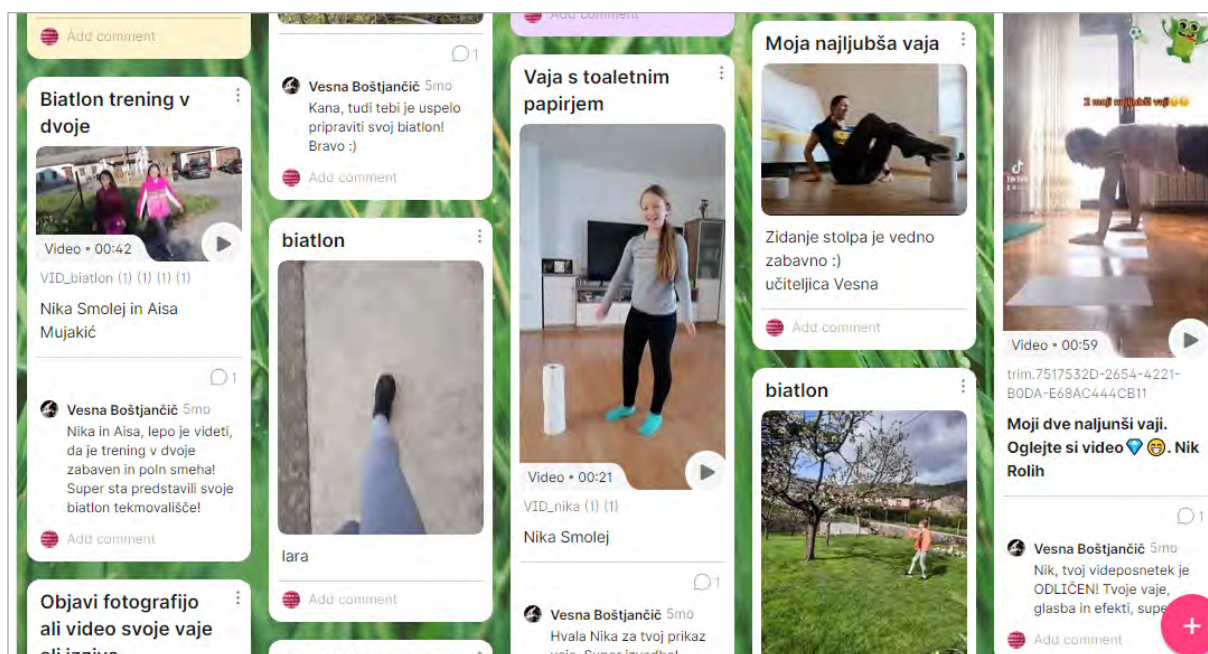 Add comment
Biatlon trening v
dvoje
Video • 00:42
VID_biatlon (1) (1) (1) (1)
Nika Smolej in Aisa
Mujakić
1
Vesna Boštjančič 5mo
Nika in Aisa, lepo je videti,
da je trening v dvoje
zabaven in poln smeha!
Super sta predstavili svoje
biatlon tekmovališče!
Add comment
Objavi fotografijo
ali video svoje vaje
ali izziva
1
Vesna Boštjančič 5mo
Kana, tudi tebi je uspelo
pripraviti svoj biatlon!
Bravo :)
Add comment
biatlon
lara
Add comment
Add comment
Vaja s toaletnim
papirjem
Video • 00:21
VID_nika (1) (1)
Nika Smolej
1
Vesna Boštjančič 5mo
Hvala Nika za tvoj prikaz
vaje. Super izvedba!
Moja najljubša vaja
Zidanje stolpa je vedno
zabavno :)
učiteljica Vesna
Add comment
biatlon
2 moji najljubši vaji
TikTok
Video • 00:59
trim.7517532D-2654-4221-
B0DA-E68AC444CB11
Moji dve naljunši vaji.
Oglejte si video 💎 😁. Nik
Rolih
1
Vesna Boštjančič 5mo
Nik, tvoj videposnetek je
ODLIČEN! Tvoje vaje,
glasba in efekti,
Add comment
+